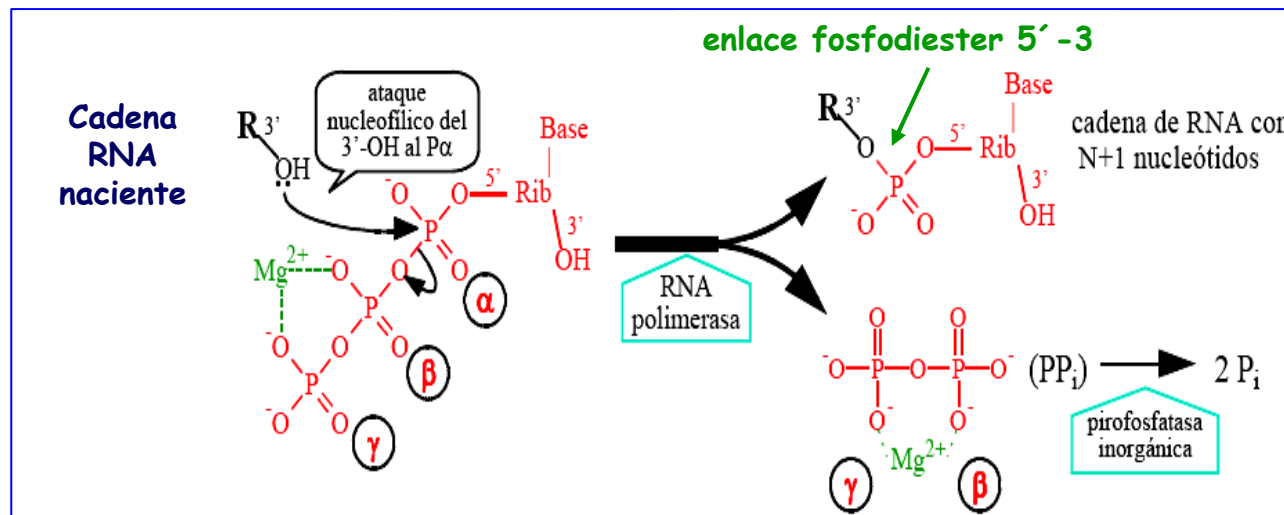 enlace fosfodiester 5´-3
Cadena
RNA
naciente
R 3’
OH
ataque
nucleofílico del
3’-OH al Pα
Base
⁻O O 5’ Rib
P
3’
O O OH
α
Mg²⁺ ⁻O
P
⁻O O O
β
P
⁻O O
γ
RNA
polimerasa
R 3’
O O 5’ Rib
Base
P
3’
⁻O O OH
cadena de RNA con
N+1 nucleótidos
O O
⁻O P O P O⁻ (PPi) 2 Pi
O⁻ O⁻
Mg²⁺
γ β
pirofosfatasa
inorgánica